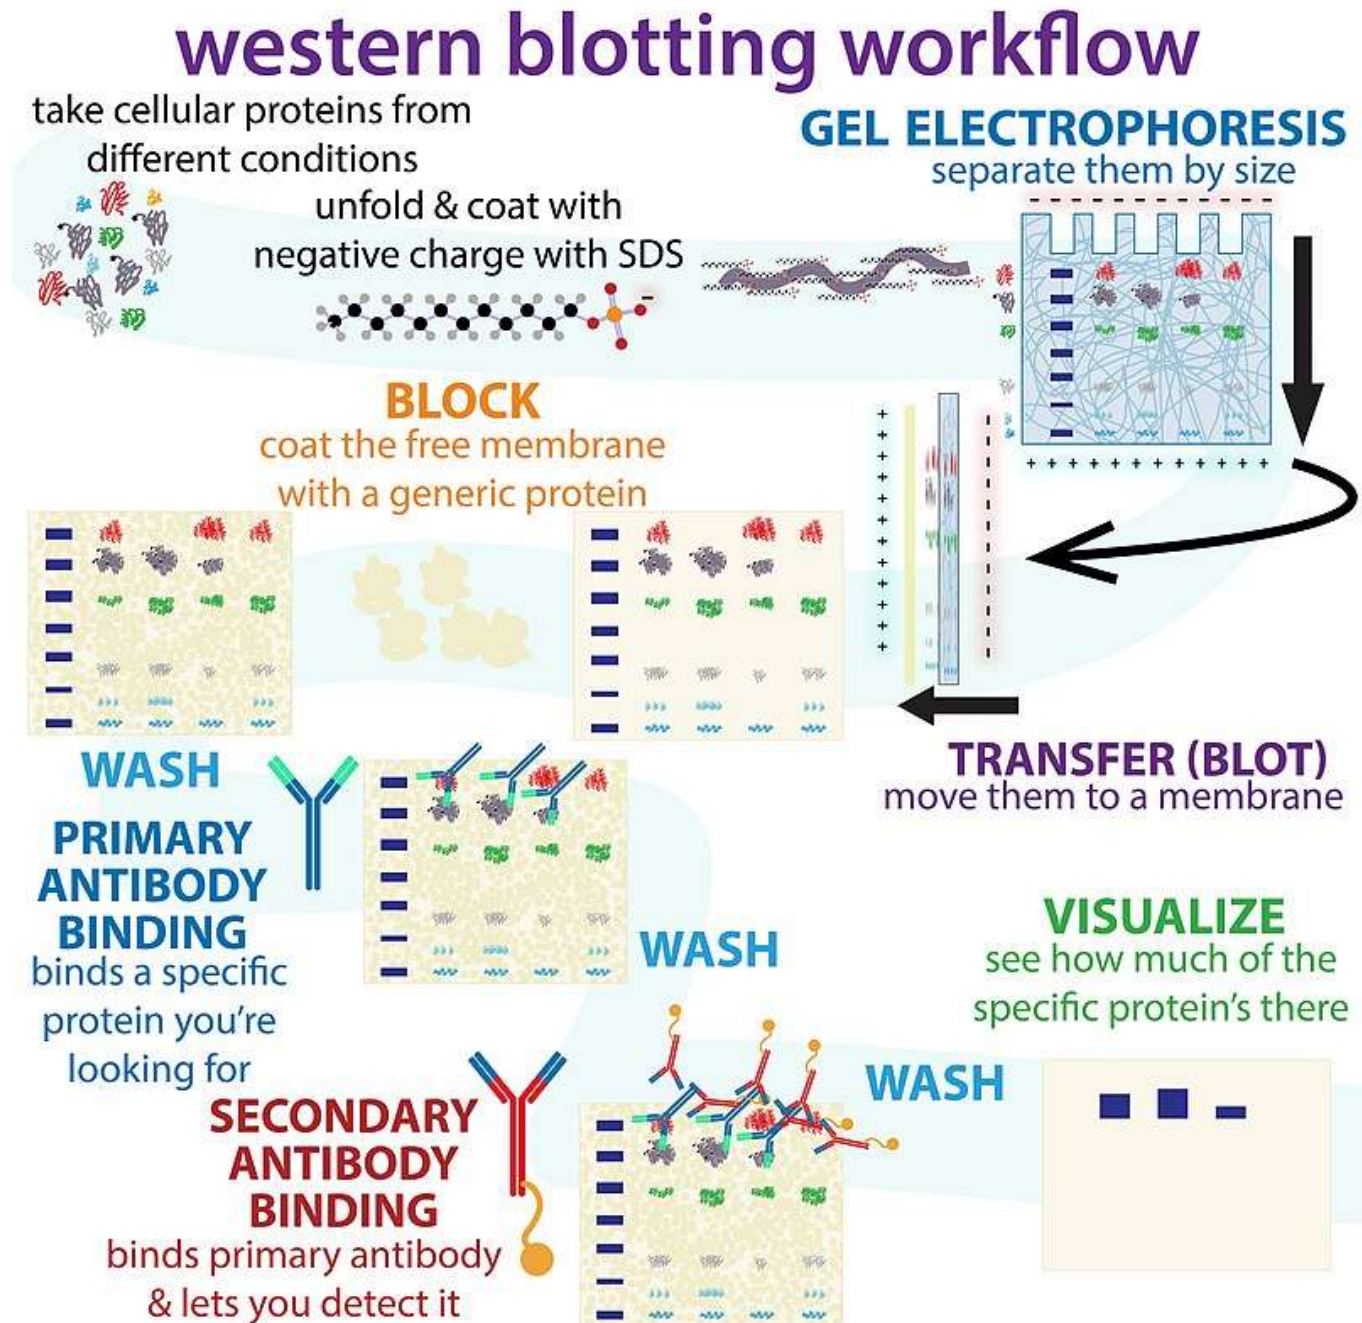 western blotting workflow
take cellular proteins from
different conditions
unfold & coat with
negative charge with SDS
GEL ELECTROPHORESIS
separate them by size
- - - - - - - - - - - -
+ + + + + + + + + + + +
BLOCK
coat the free membrane
with a generic protein
TRANSFER (BLOT)
move them to a membrane
WASH
PRIMARY
ANTIBODY
BINDING
binds a specific
protein you're
looking for
WASH
SECONDARY
ANTIBODY
BINDING
binds primary antibody
& lets you detect it
WASH
VISUALIZE
see how much of the
specific protein's there